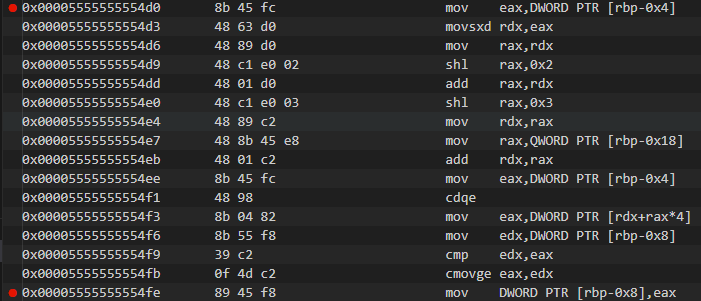 0x00005555555554d0 8b 45 fc mov eax,DWORD PTR [rbp-0x4]
0x00005555555554d3 48 63 d0 movsxd rdx,eax
0x00005555555554d6 48 89 d0 mov rax,rdx
0x00005555555554d9 48 c1 e0 02 shl rax,0x2
0x00005555555554dd 48 01 d0 add rax,rdx
0x00005555555554e0 48 c1 e0 03 shl rax,0x3
0x00005555555554e4 48 89 c2 mov rdx,rax
0x00005555555554e7 48 8b 45 e8 mov rax,QWORD PTR [rbp-0x18]
0x00005555555554eb 48 01 c2 add rdx,rax
0x00005555555554ee 8b 45 fc mov eax,DWORD PTR [rbp-0x4]
0x00005555555554f1 48 98 cdqe
0x00005555555554f3 8b 04 82 mov eax,DWORD PTR [rdx+rax*4]
0x00005555555554f6 8b 55 f8 mov edx,DWORD PTR [rbp-0x8]
0x00005555555554f9 39 c2 cmp edx,eax
0x00005555555554fb 0f 4d c2 cmovge eax,edx
0x00005555555554fe 89 45 f8 mov DWORD PTR [rbp-0x8],eax